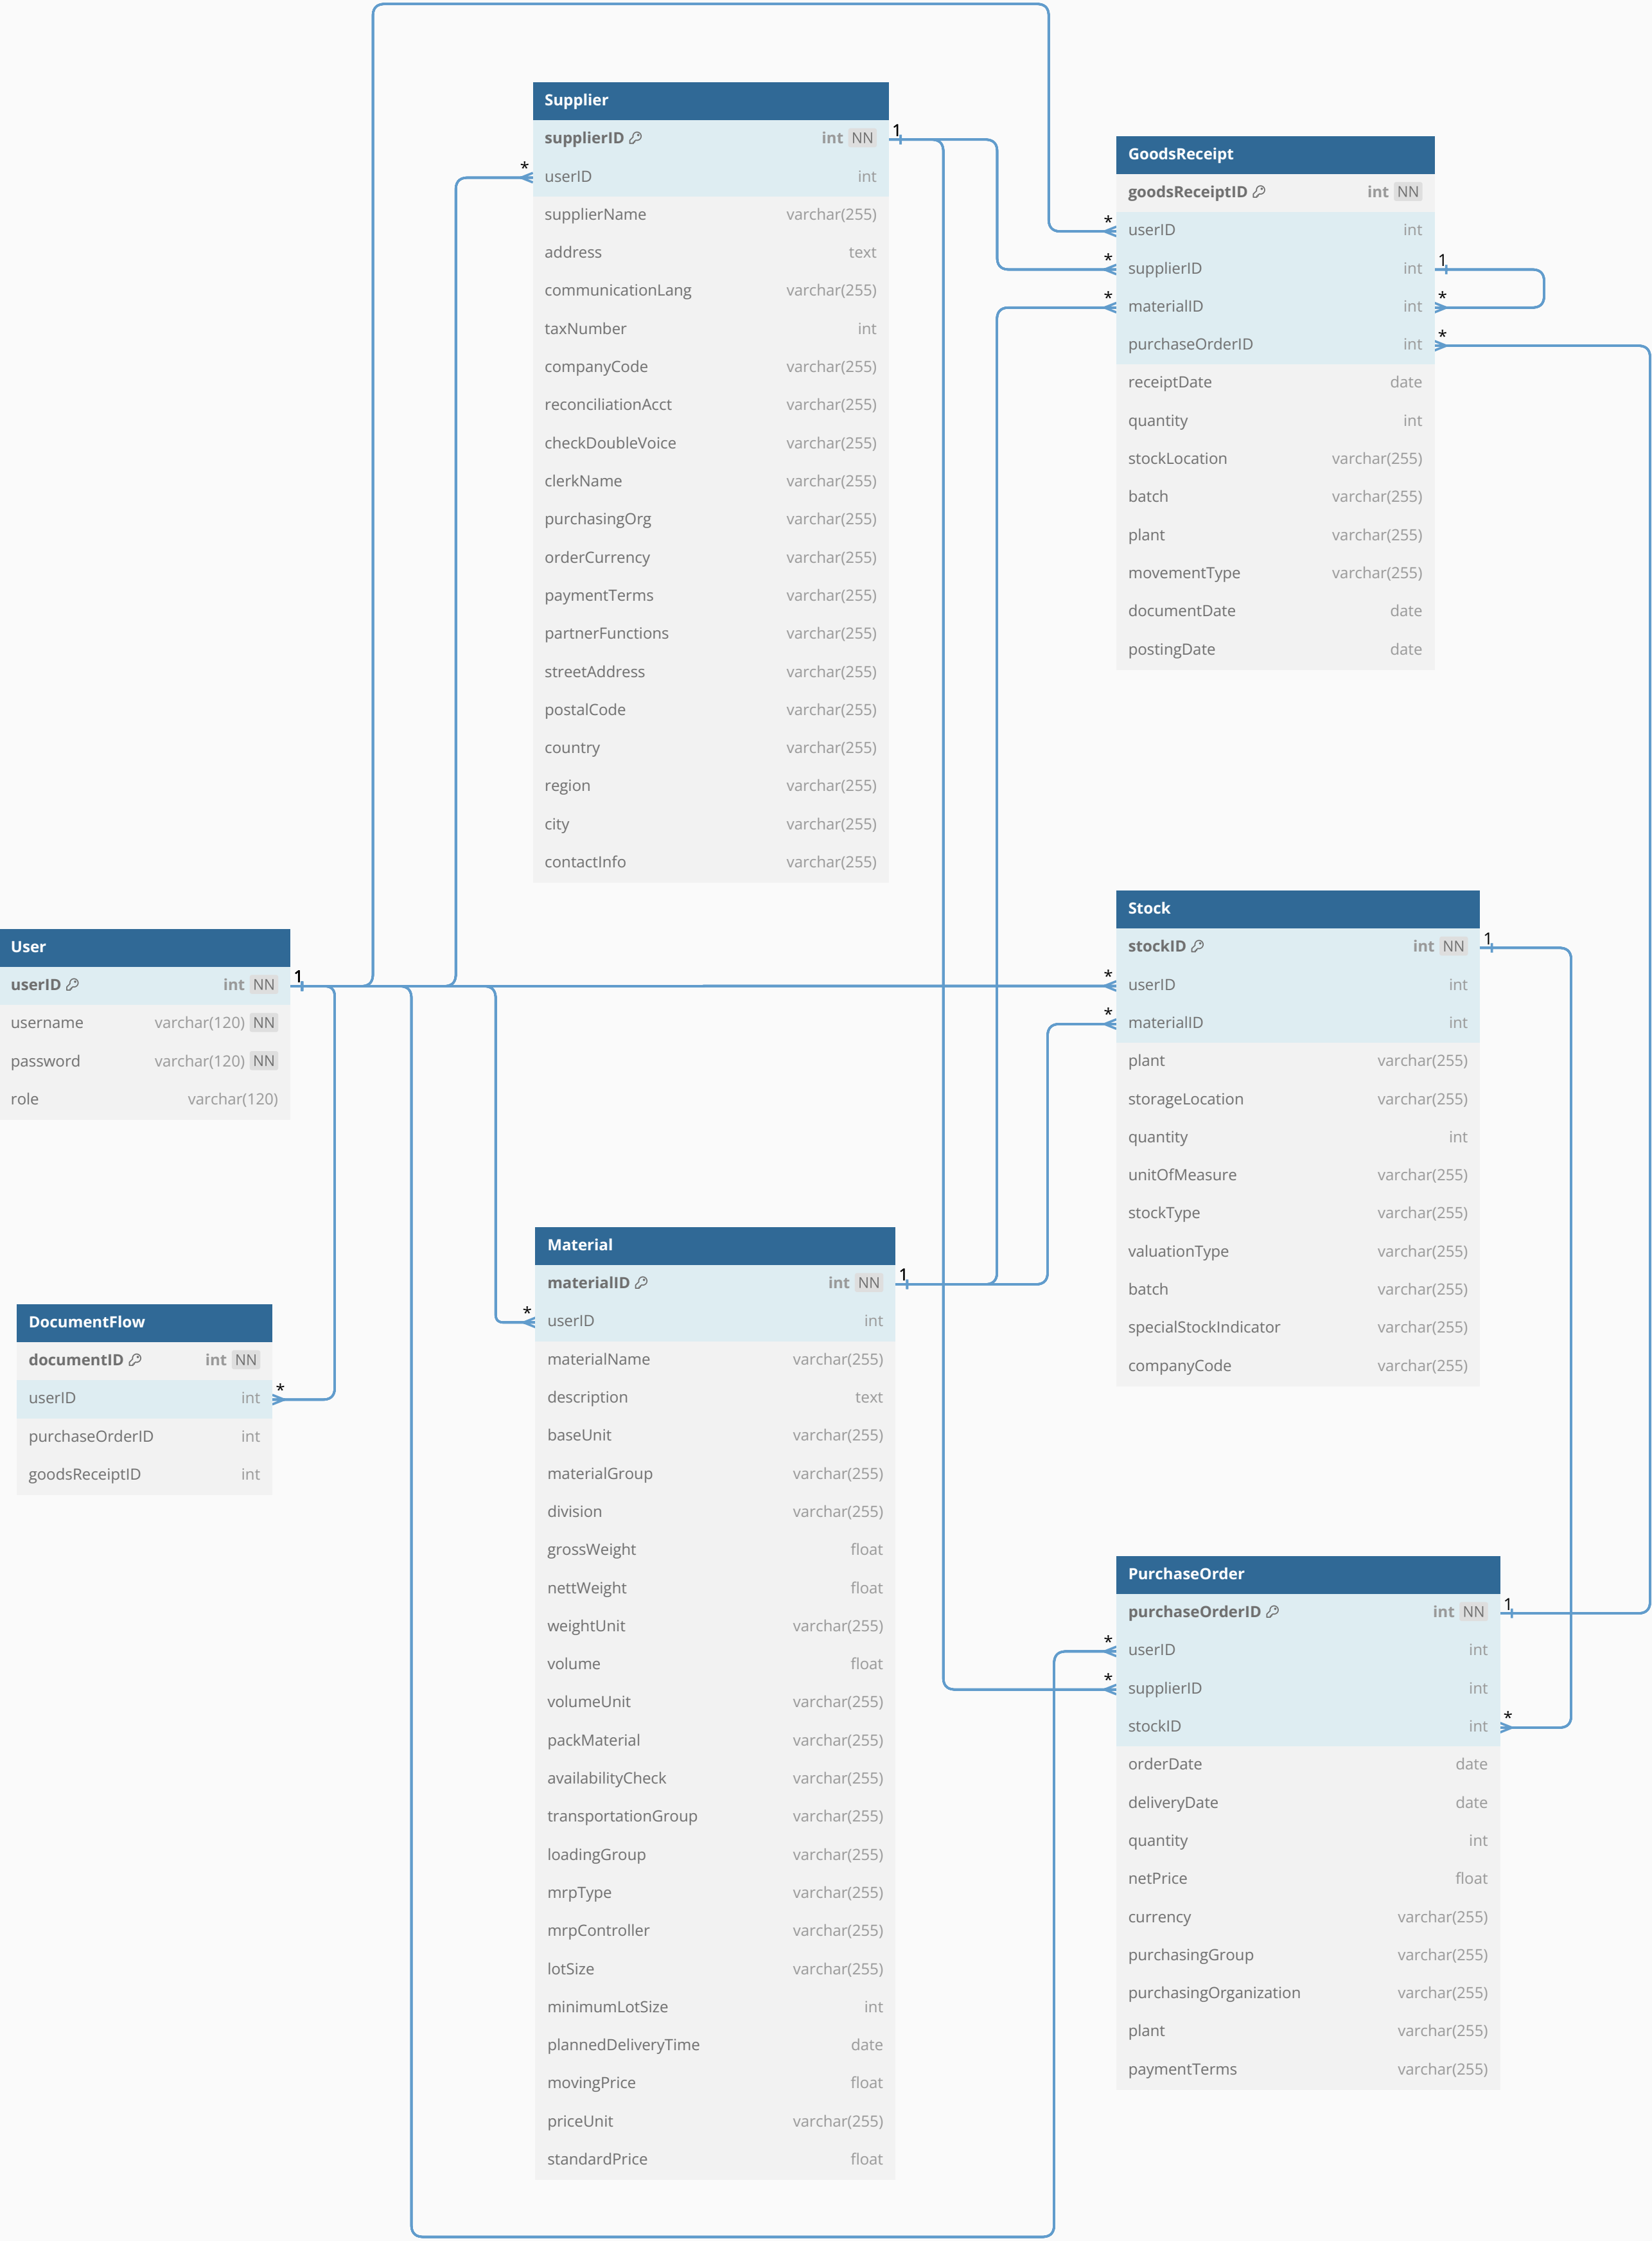 Supplier
supplierID int NN
userID int
supplierName varchar(255)
address text
communicationLang varchar(255)
taxNumber int
companyCode varchar(255)
reconciliationAcct varchar(255)
checkDoubleVoice varchar(255)
clerkName varchar(255)
purchasingOrg varchar(255)
orderCurrency varchar(255)
paymentTerms varchar(255)
partnerFunctions varchar(255)
streetAddress varchar(255)
postalCode varchar(255)
country varchar(255)
region varchar(255)
city varchar(255)
contactInfo varchar(255)
1
*
GoodsReceipt
goodsReceiptID int NN
* userID int
* supplierID int 1
* materialID int *
purchaseOrderID int *
receiptDate date
quantity int
stockLocation varchar(255)
batch varchar(255)
plant varchar(255)
movementType varchar(255)
documentDate date
postingDate date
User
userID int NN 1
username varchar(120) NN
password varchar(120) NN
role varchar(120)
Stock
stockID int NN 1
* userID int
* materialID int
plant varchar(255)
storageLocation varchar(255)
quantity int
unitOfMeasure varchar(255)
stockType varchar(255)
valuationType varchar(255)
batch varchar(255)
specialStockIndicator varchar(255)
companyCode varchar(255)
DocumentFlow
documentID int NN
userID int *
purchaseOrderID int
goodsReceiptID int
Material
materialID int NN 1
* userID int
materialName varchar(255)
description text
baseUnit varchar(255)
materialGroup varchar(255)
division varchar(255)
grossWeight float
nettWeight float
weightUnit varchar(255)
volume float
volumeUnit varchar(255)
packMaterial varchar(255)
availabilityCheck varchar(255)
transportationGroup varchar(255)
loadingGroup varchar(255)
mrpType varchar(255)
mrpController varchar(255)
lotSize varchar(255)
minimumLotSize int
plannedDeliveryTime date
movingPrice float
priceUnit varchar(255)
standardPrice float
PurchaseOrder
purchaseOrderID int NN 1
* userID int
* supplierID int
stockID int *
orderDate date
deliveryDate date
quantity int
netPrice float
currency varchar(255)
purchasingGroup varchar(255)
purchasingOrganization varchar(255)
plant varchar(255)
paymentTerms varchar(255)